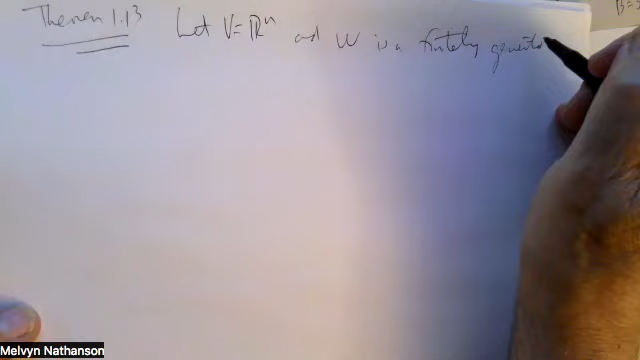 Theorem 1.13 Let V = ℝⁿ and W is a finitely generated
B =
Melvyn Nathanson